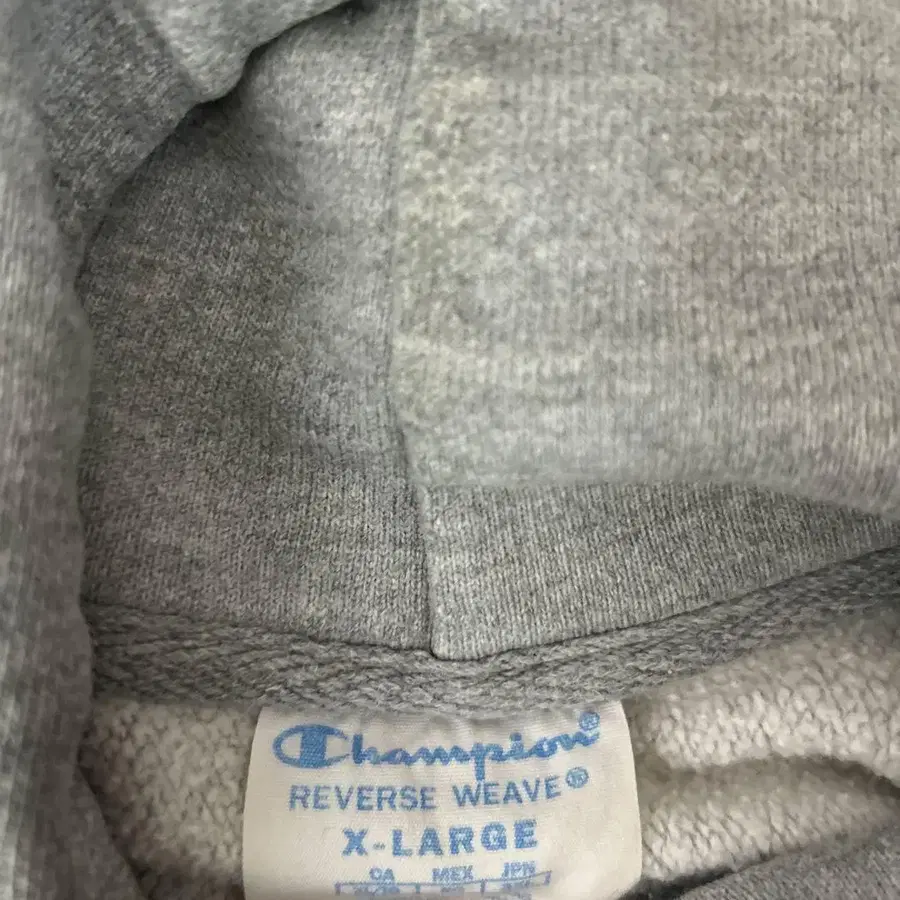 Champion®
REVERSE WEAVE®
X-LARGE
CA MEX JPN